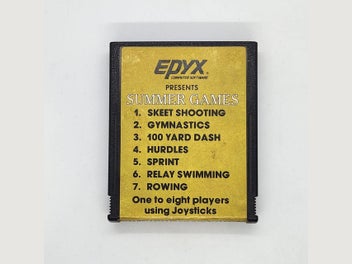 EPYX®
COMPUTER SOFTWARE
PRESENTS
SUMMER GAMES
1. SKEET SHOOTING
2. GYMNASTICS
3. 100 YARD DASH
4. HURDLES
5. SPRINT
6. RELAY SWIMMING
7. ROWING
One to eight players
using Joysticks